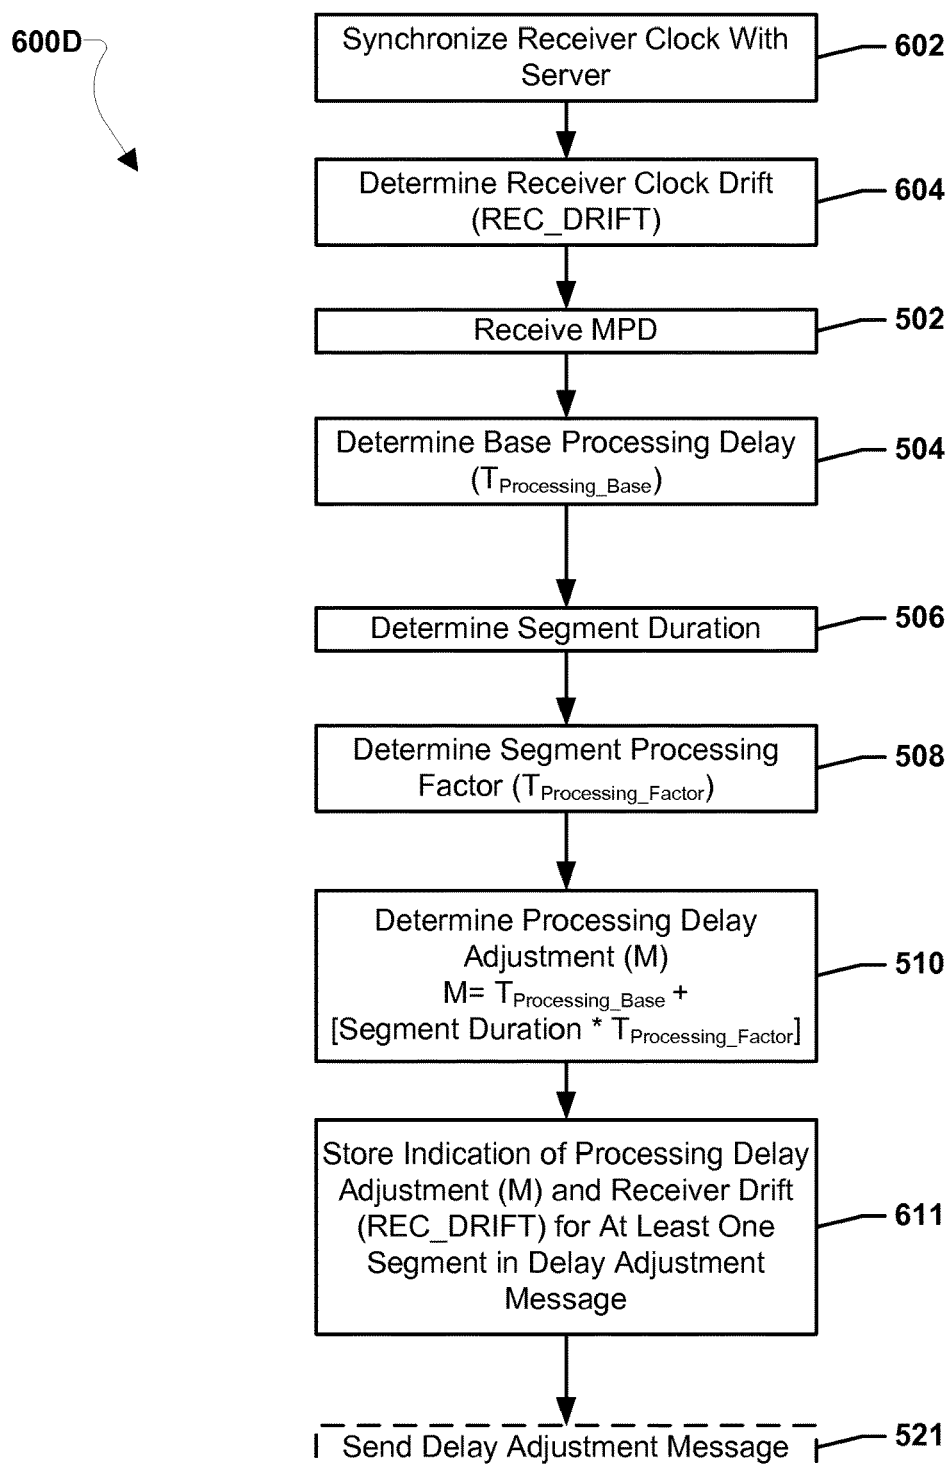 600D
Synchronize Receiver Clock With
Server
602
Determine Receiver Clock Drift
(REC_DRIFT)
604
Receive MPD
502
Determine Base Processing Delay
(TProcessing_Base)
504
Determine Segment Duration
506
Determine Segment Processing
Factor (TProcessing_Factor)
508
Determine Processing Delay
Adjustment (M)
M= TProcessing_Base +
[Segment Duration * TProcessing_Factor]
510
Store Indication of Processing Delay
Adjustment (M) and Receiver Drift
(REC_DRIFT) for At Least One
Segment in Delay Adjustment
Message
611
Send Delay Adjustment Message
521